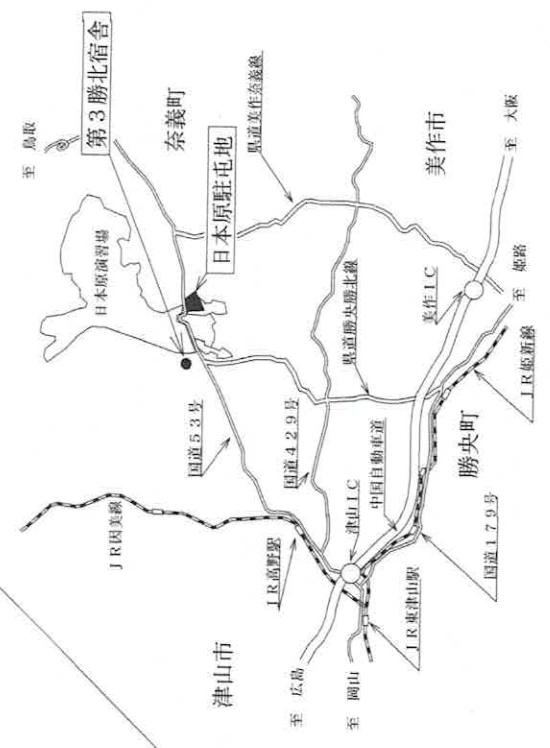 至　鳥取
第３勝北宿舎
奈義町
日本原駐屯地
日本原演習場
県道美作奈義線
美作市
至　大阪
国道５３号
県道勝央勝北線
美作ＩＣ
至　姫路
ＪＲ因美線
国道４２９号
中国自動車道
勝央町
ＪＲ姫新線
ＪＲ高野駅
津山ＩＣ
国道１７９号
津山市
ＪＲ東津山駅
至　広島
至　岡山